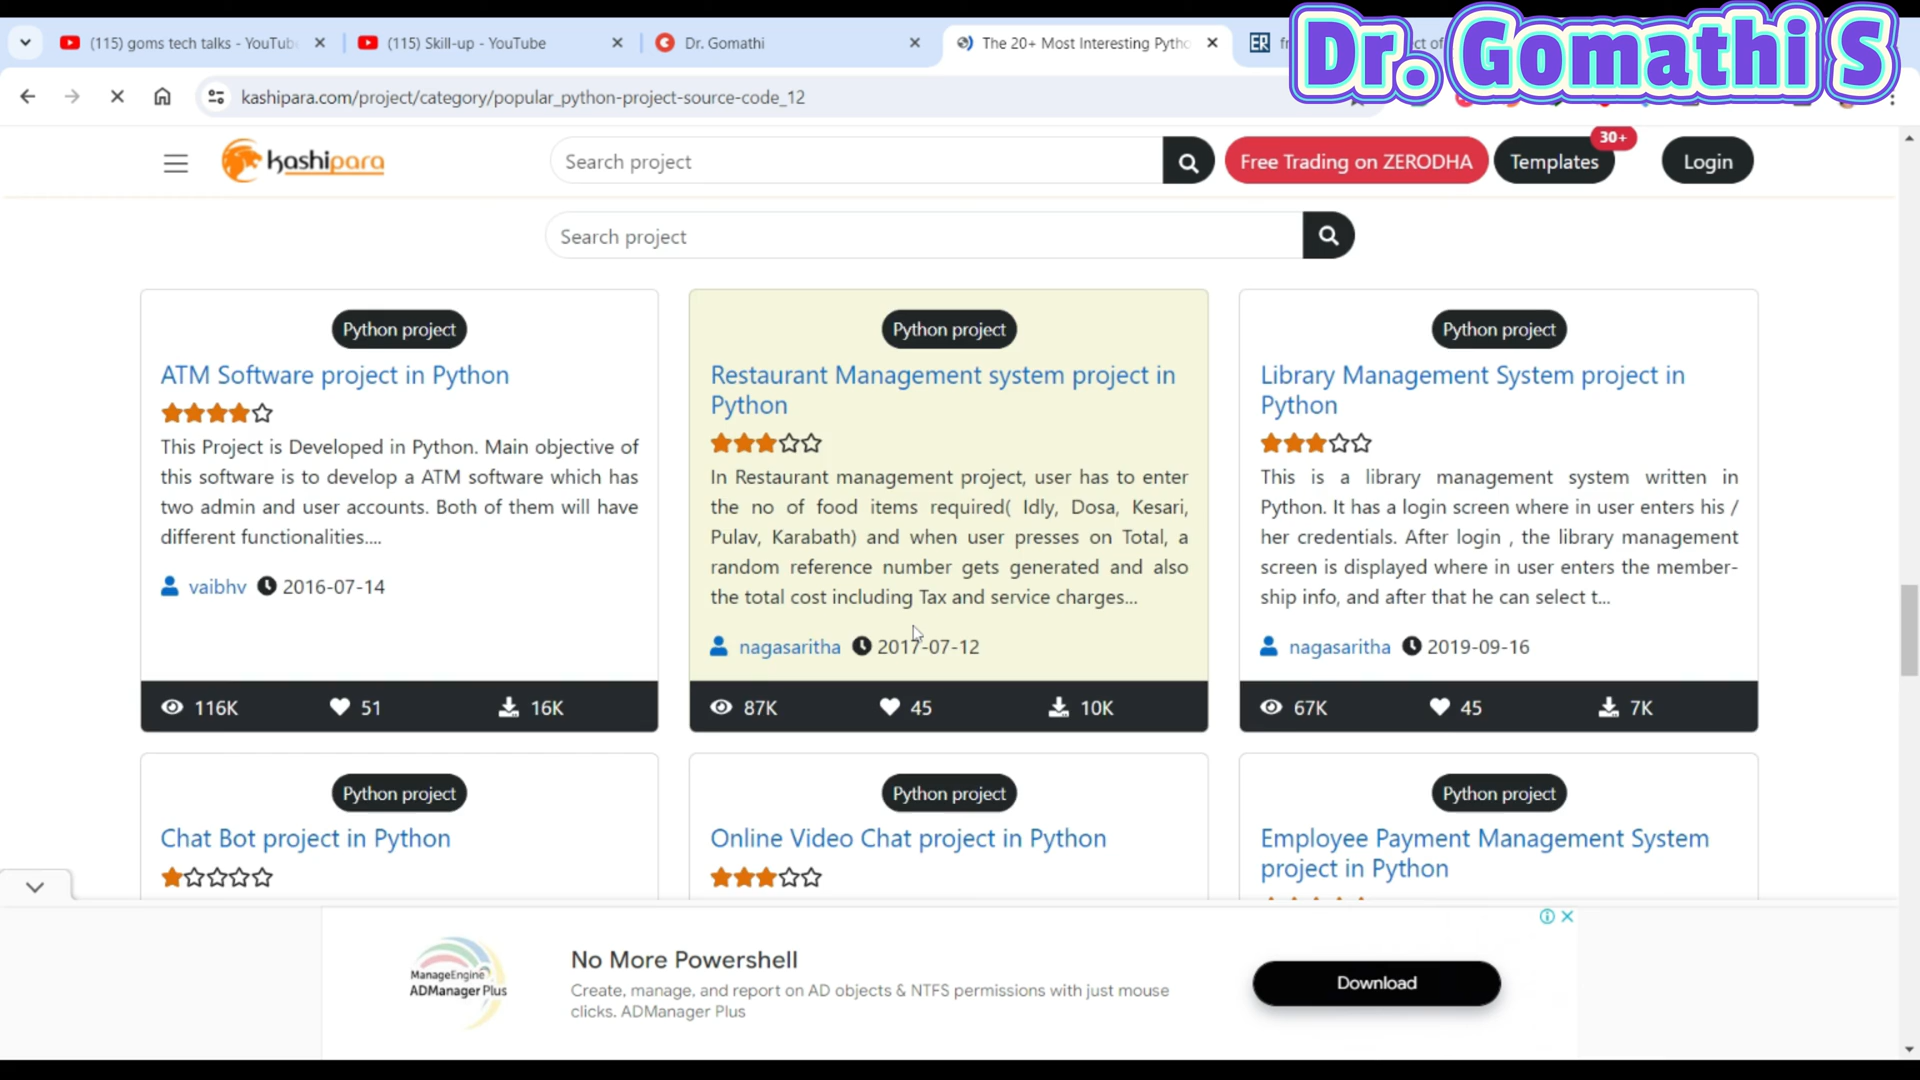 (115) goms tech talks - YouTub
(115) Skill-up - YouTube
Dr. Gomathi
The 20+ Most Interesting Pytho
Dr. Gomathi S
kashipara.com/project/category/popular_python-project-source-code_12
kashipara
Search project
Free Trading on ZERODHA
Templates
30+
Login
Search project
Python project
ATM Software project in Python
This Project is Developed in Python. Main objective of
this software is to develop a ATM software which has
two admin and user accounts. Both of them will have
different functionalities....
vaibhv 2016-07-14
116K 51 16K
Python project
Restaurant Management system project in
Python
In Restaurant management project, user has to enter
the no of food items required( Idly, Dosa, Kesari,
Pulav, Karabath) and when user presses on Total, a
random reference number gets generated and also
the total cost including Tax and service charges...
nagasaritha 2017-07-12
87K 45 10K
Python project
Library Management System project in
Python
This is a library management system written in
Python. It has a login screen where in user enters his /
her credentials. After login , the library management
screen is displayed where in user enters the member-
ship info, and after that he can select t...
nagasaritha 2019-09-16
67K 45 7K
Python project
Chat Bot project in Python
Python project
Online Video Chat project in Python
Python project
Employee Payment Management System
project in Python
ManageEngine
ADManager Plus
No More Powershell
Create, manage, and report on AD objects & NTFS permissions with just mouse
clicks. ADManager Plus
Download